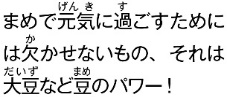 まめで元気に過ごすために
は欠かせないもの、それは
大豆など豆のパワー！